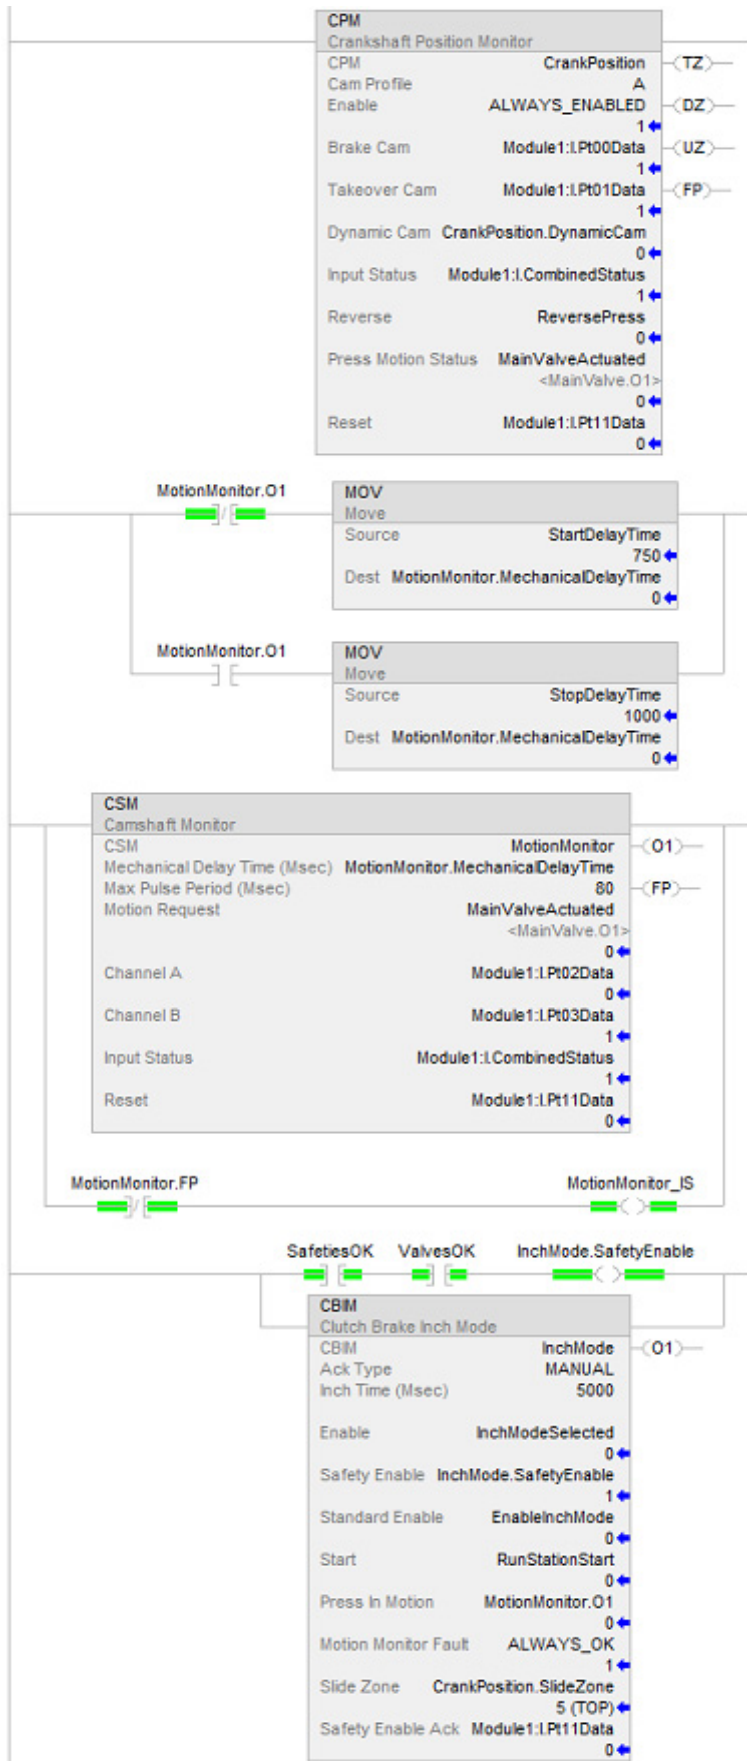 CPM
Crankshaft Position Monitor
CPM CrankPosition (TZ)
Cam Profile A
Enable ALWAYS_ENABLED (DZ)
1
Brake Cam Module1:I.Pt00Data (UZ)
1
Takeover Cam Module1:I.Pt01Data (FP)
1
Dynamic Cam CrankPosition.DynamicCam
0
Input Status Module1:I.CombinedStatus
1
Reverse ReversePress
0
Press Motion Status MainValveActuated
<MainValve.O1>
0
Reset Module1:I.Pt11Data
0
MotionMonitor.O1 MOV
Move
Source StartDelayTime
750
Dest MotionMonitor.MechanicalDelayTime
0
MotionMonitor.O1 MOV
Move
Source StopDelayTime
1000
Dest MotionMonitor.MechanicalDelayTime
0
CSM
Camshaft Monitor
CSM MotionMonitor (O1)
Mechanical Delay Time (Msec) MotionMonitor.MechanicalDelayTime
Max Pulse Period (Msec) 80 (FP)
Motion Request MainValveActuated
<MainValve.O1>
0
Channel A Module1:I.Pt02Data
0
Channel B Module1:I.Pt03Data
1
Input Status Module1:I.CombinedStatus
1
Reset Module1:I.Pt11Data
0
MotionMonitor.FP MotionMonitor_IS
SafetiesOK ValvesOK InchMode.SafetyEnable
CBIM
Clutch Brake Inch Mode
CBIM InchMode (O1)
Ack Type MANUAL
Inch Time (Msec) 5000
Enable InchModeSelected
0
Safety Enable InchMode.SafetyEnable
1
Standard Enable EnableInchMode
0
Start RunStationStart
0
Press In Motion MotionMonitor.O1
0
Motion Monitor Fault ALWAYS_OK
1
Slide Zone CrankPosition.SlideZone
5 (TOP)
Safety Enable Ack Module1:I.Pt11Data
0